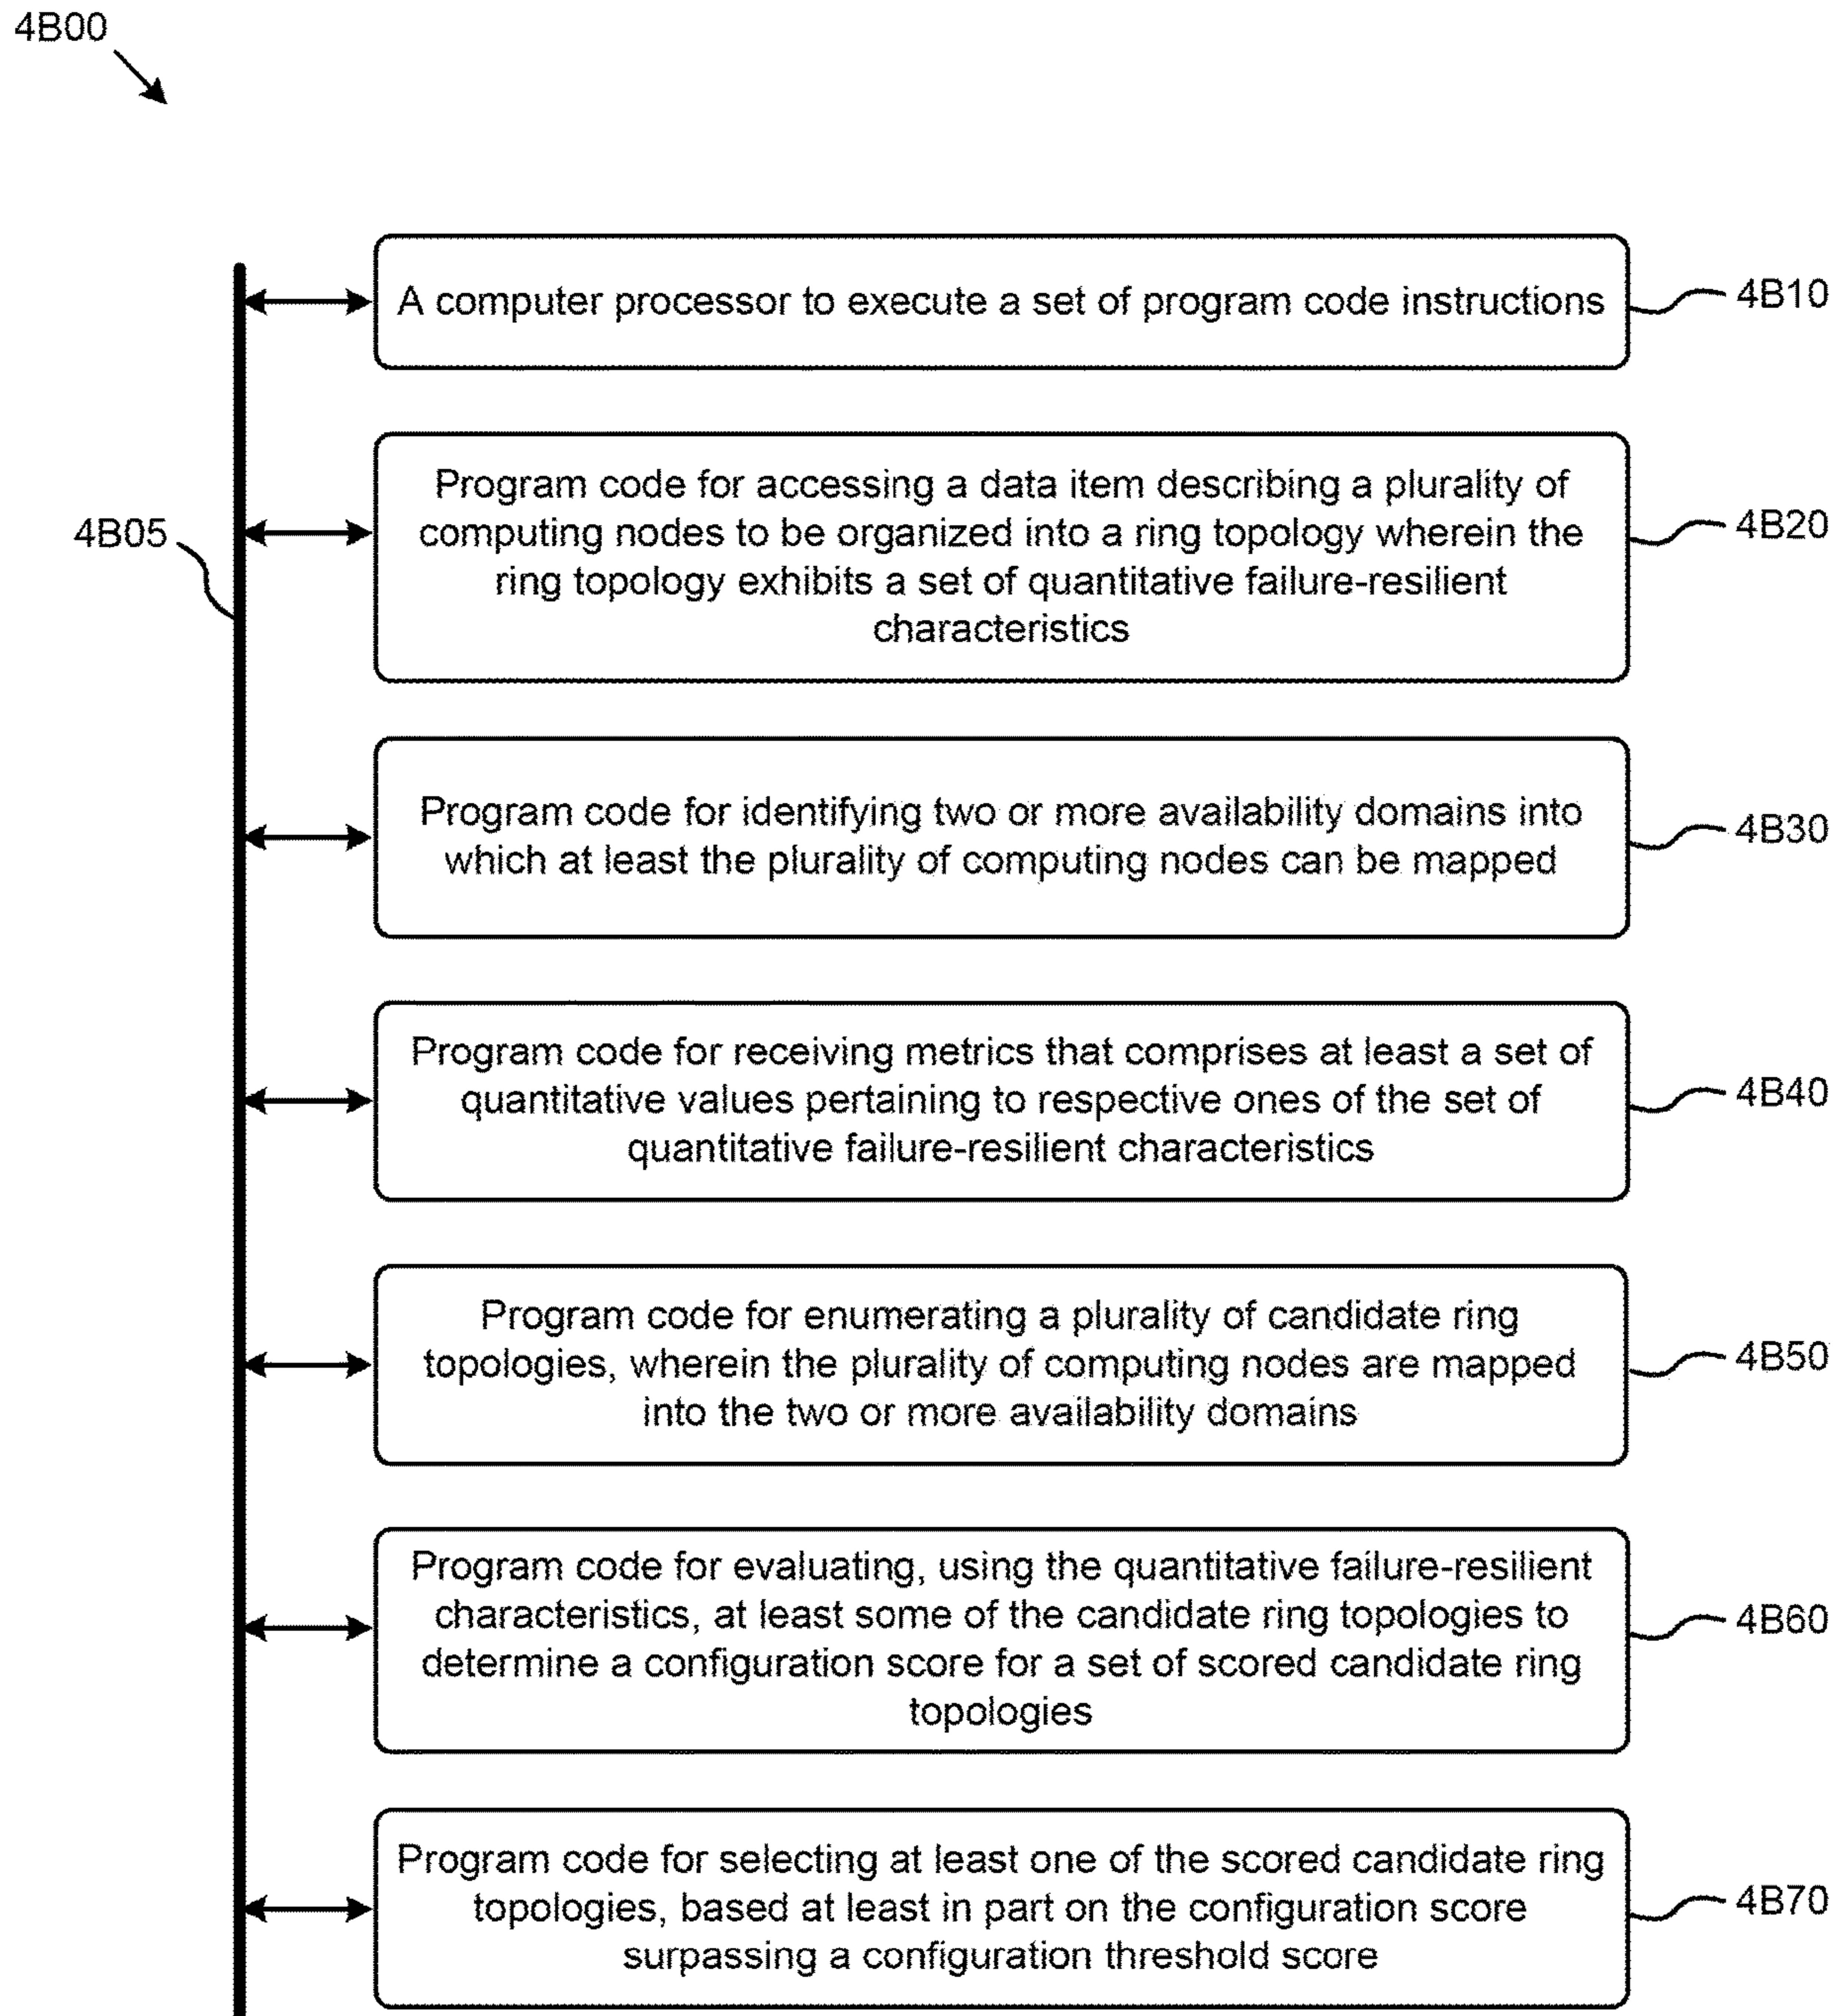 4B00
A computer processor to execute a set of program code instructions
4B10
Program code for accessing a data item describing a plurality of
computing nodes to be organized into a ring topology wherein the
ring topology exhibits a set of quantitative failure-resilient
characteristics
4B20
4B05
Program code for identifying two or more availability domains into
which at least the plurality of computing nodes can be mapped
4B30
Program code for receiving metrics that comprises at least a set of
quantitative values pertaining to respective ones of the set of
quantitative failure-resilient characteristics
4B40
Program code for enumerating a plurality of candidate ring
topologies, wherein the plurality of computing nodes are mapped
into the two or more availability domains
4B50
Program code for evaluating, using the quantitative failure-resilient
characteristics, at least some of the candidate ring topologies to
determine a configuration score for a set of scored candidate ring
topologies
4B60
Program code for selecting at least one of the scored candidate ring
topologies, based at least in part on the configuration score
surpassing a configuration threshold score
4B70